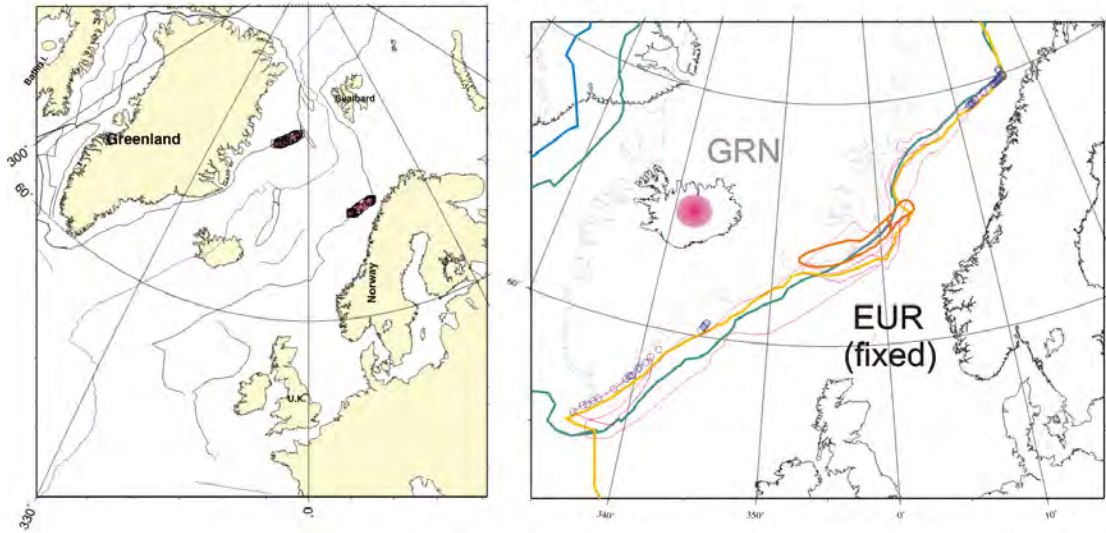 Baffin I.
Svalbard
Greenland
300°
60°
Norway
U.K.
330°
0°
GRN
60°
EUR
(fixed)
340°
350°
0°
10°